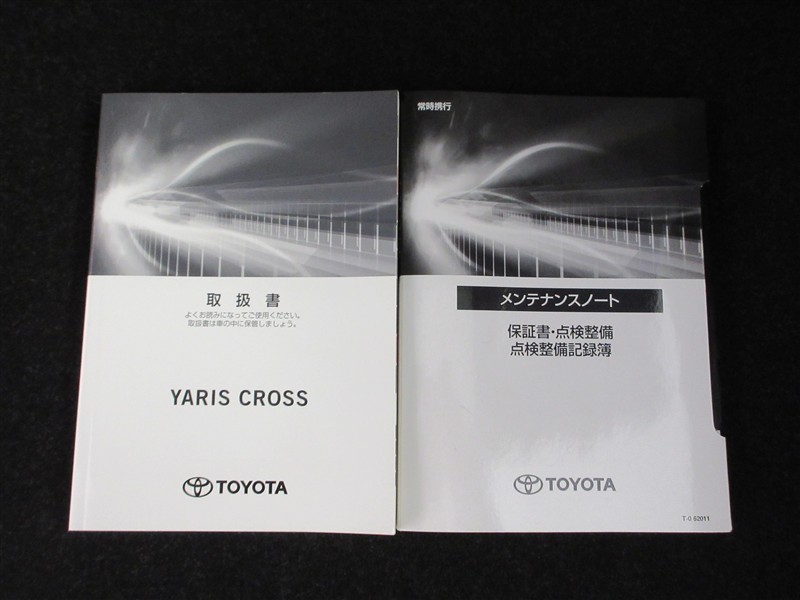 取扱書
よくお読みになってご使用ください。
取扱書は車の中に保管しましょう。
YARIS CROSS
TOYOTA
常時携行
メンテナンスノート
保証書・点検整備
点検整備記録簿
TOYOTA
T-0 52011